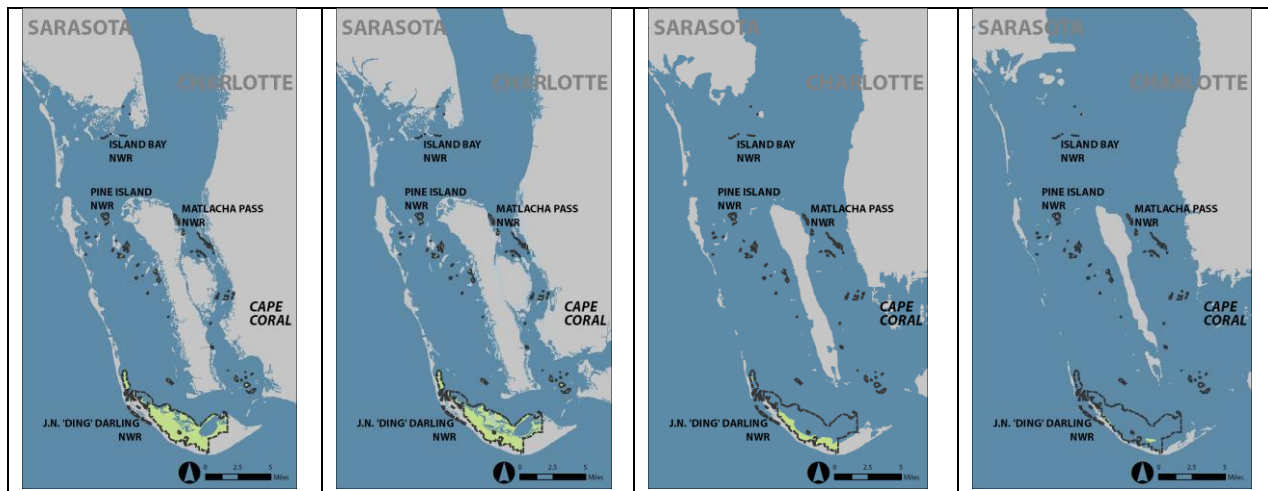 SARASOTA
CHARLOTTE
ISLAND BAY
NWR
PINE ISLAND
NWR
MATLACHA PASS
NWR
CAPE
CORAL
J.N. 'DING' DARLING
NWR
0 2.5 5
Miles
SARASOTA
CHARLOTTE
ISLAND BAY
NWR
PINE ISLAND
NWR
MATLACHA PASS
NWR
CAPE
CORAL
J.N. 'DING' DARLING
NWR
0 2.5 5
Miles
SARASOTA
CHARLOTTE
ISLAND BAY
NWR
PINE ISLAND
NWR
MATLACHA PASS
NWR
CAPE
CORAL
J.N. 'DING' DARLING
NWR
0 2.5 5
Miles
SARASOTA
CHARLOTTE
ISLAND BAY
NWR
PINE ISLAND
NWR
MATLACHA PASS
NWR
CAPE
CORAL
J.N. 'DING' DARLING
NWR
0 2.5 5
Miles